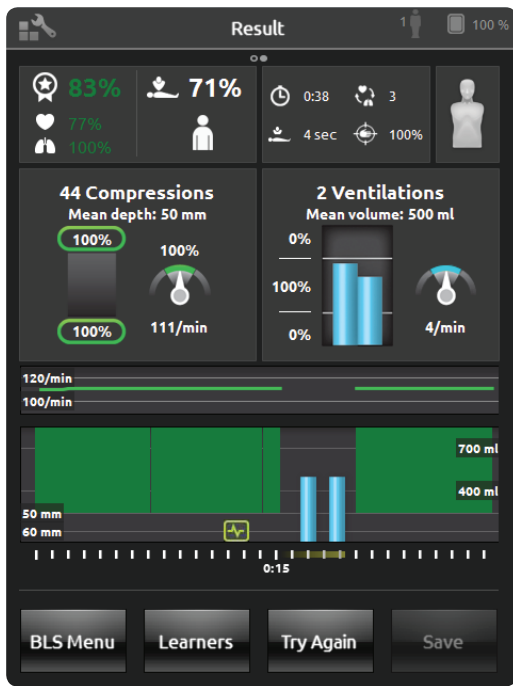 Result
1
100 %
83% 71%
77%
100%
0:38 3
4 sec 100%
44 Compressions
Mean depth: 50 mm
100%
100%
100%
111/min
2 Ventilations
Mean volume: 500 ml
0%
100%
0%
4/min
120/min
100/min
700 ml
400 ml
50 mm
60 mm
0:15
BLS Menu
Learners
Try Again
Save